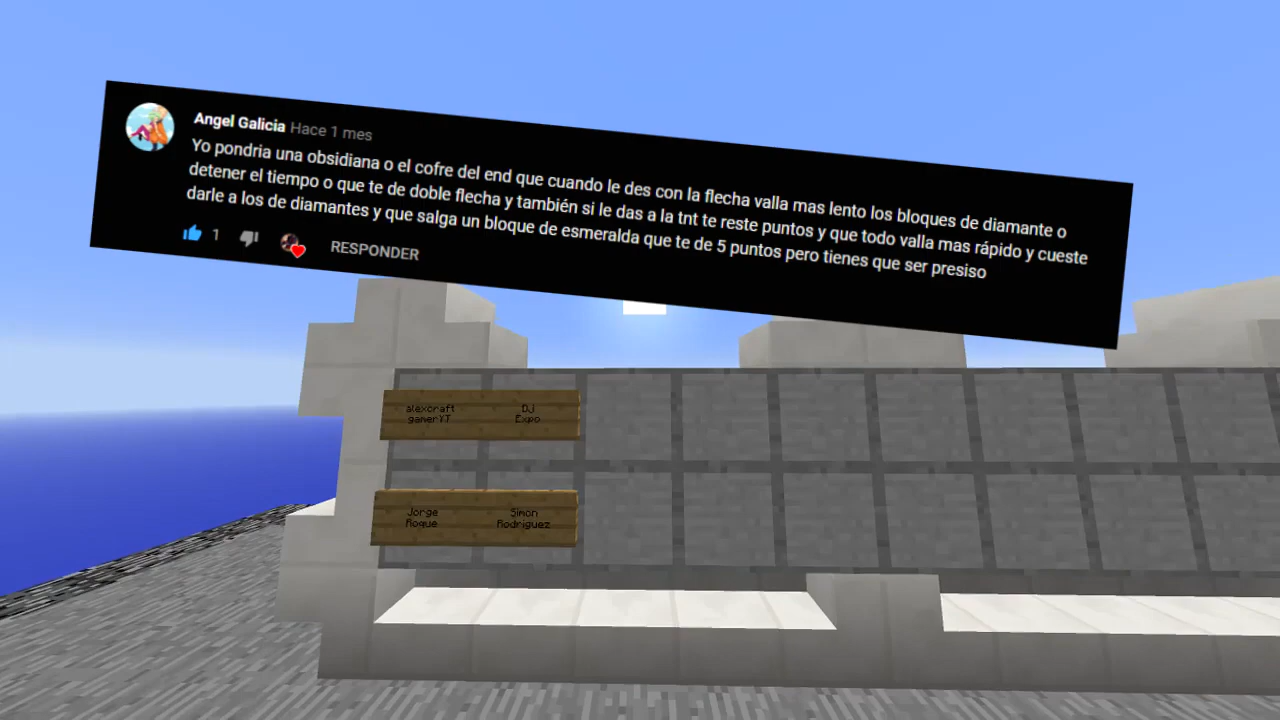 Angel Galicia Hace 1 mes
Yo pondria una obsidiana o el cofre del end que cuando le des con la flecha valla mas lento los bloques de diamante o
detener el tiempo o que te de doble flecha y también si le das a la tnt te reste puntos y que todo valla mas rápido y cueste
darle a los de diamantes y que salga un bloque de esmeralda que te de 5 puntos pero tienes que ser presiso
1 RESPONDER
alexcraft
gamerYT
DJ
Expo
Jorge
Roque
Simon
Rodriguez